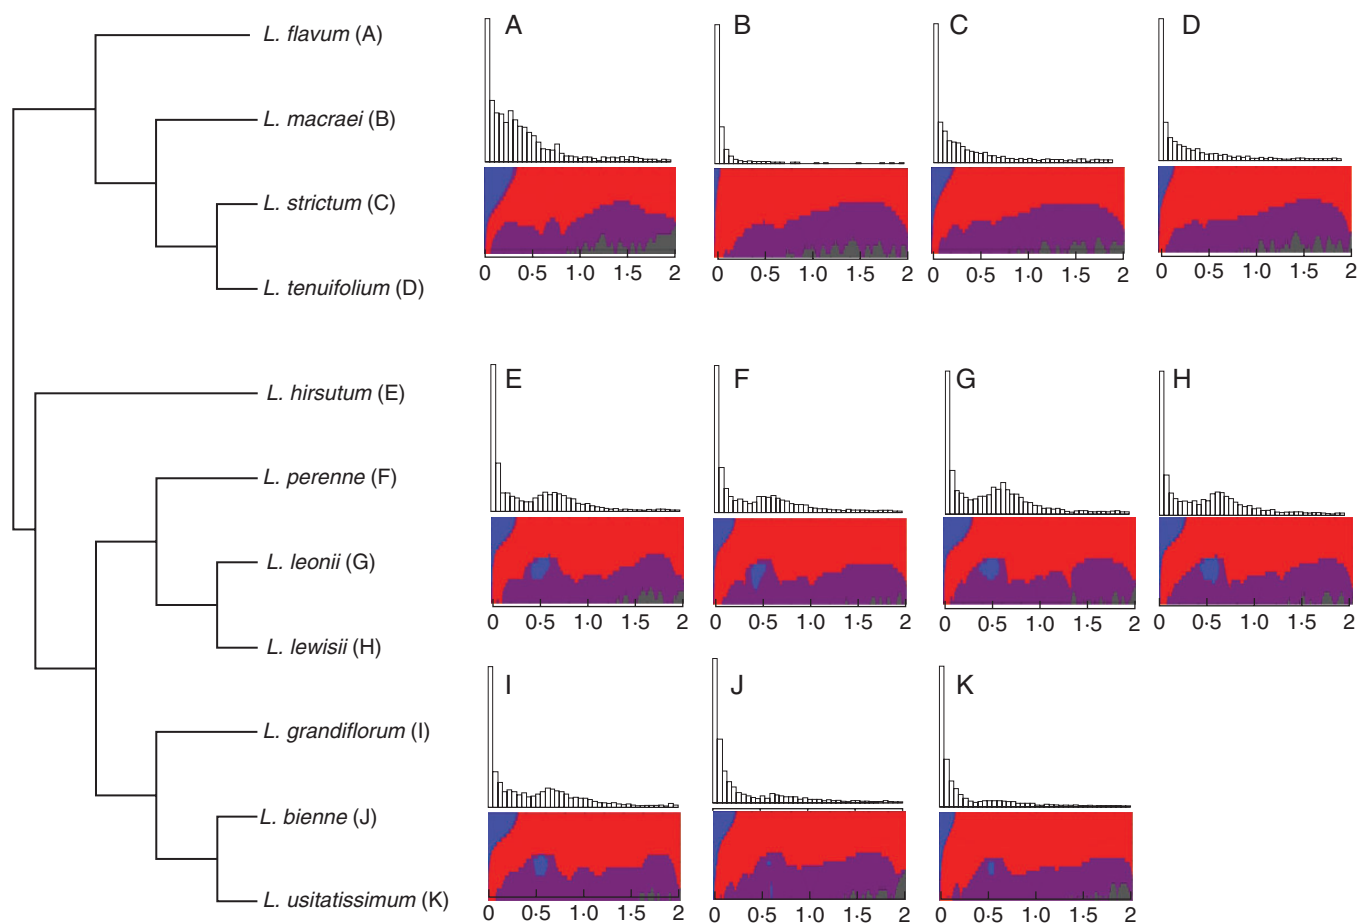 L. flavum (A)
L. macraei (B)
L. strictum (C)
L. tenuifolium (D)
L. hirsutum (E)
L. perenne (F)
L. leonii (G)
L. lewisii (H)
L. grandiflorum (I)
L. bienne (J)
L. usitatissimum (K)
A B C D
0 0·5 1·0 1·5 2 0 0·5 1·0 1·5 2 0 0·5 1·0 1·5 2 0 0·5 1·0 1·5 2
E F G H
0 0·5 1·0 1·5 2 0 0·5 1·0 1·5 2 0 0·5 1·0 1·5 2 0 0·5 1·0 1·5 2
I J K
0 0·5 1·0 1·5 2 0 0·5 1·0 1·5 2 0 0·5 1·0 1·5 2